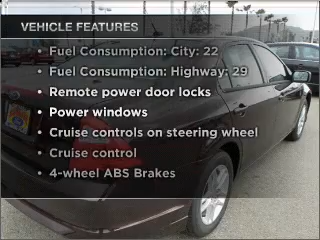 VEHICLE FEATURES
• Fuel Consumption: City: 22
• Fuel Consumption: Highway: 29
• Remote power door locks
• Power windows
• Cruise controls on steering wheel
• Cruise control
• 4-wheel ABS Brakes